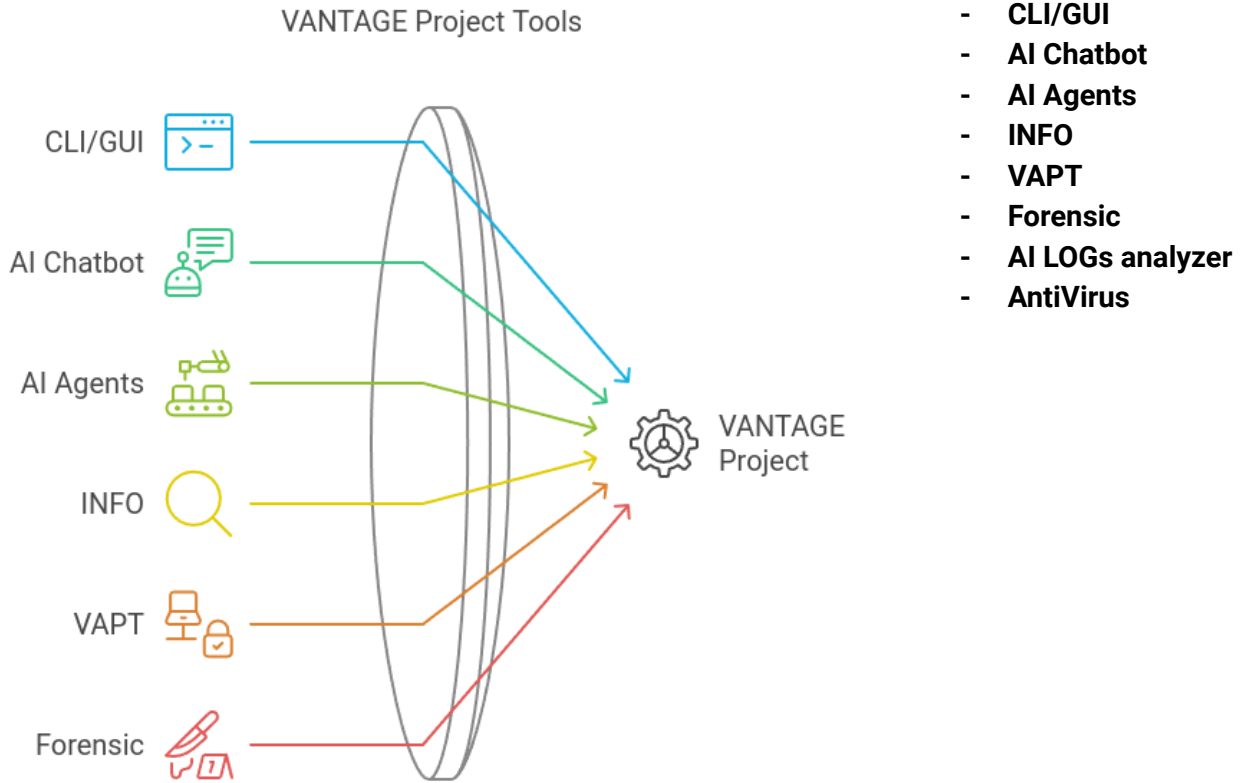 VANTAGE Project Tools
CLI/GUI
AI Chatbot
AI Agents
INFO
VAPT
Forensic
VANTAGE
Project
- CLI/GUI
- AI Chatbot
- AI Agents
- INFO
- VAPT
- Forensic
- AI LOGs analyzer
- AntiVirus